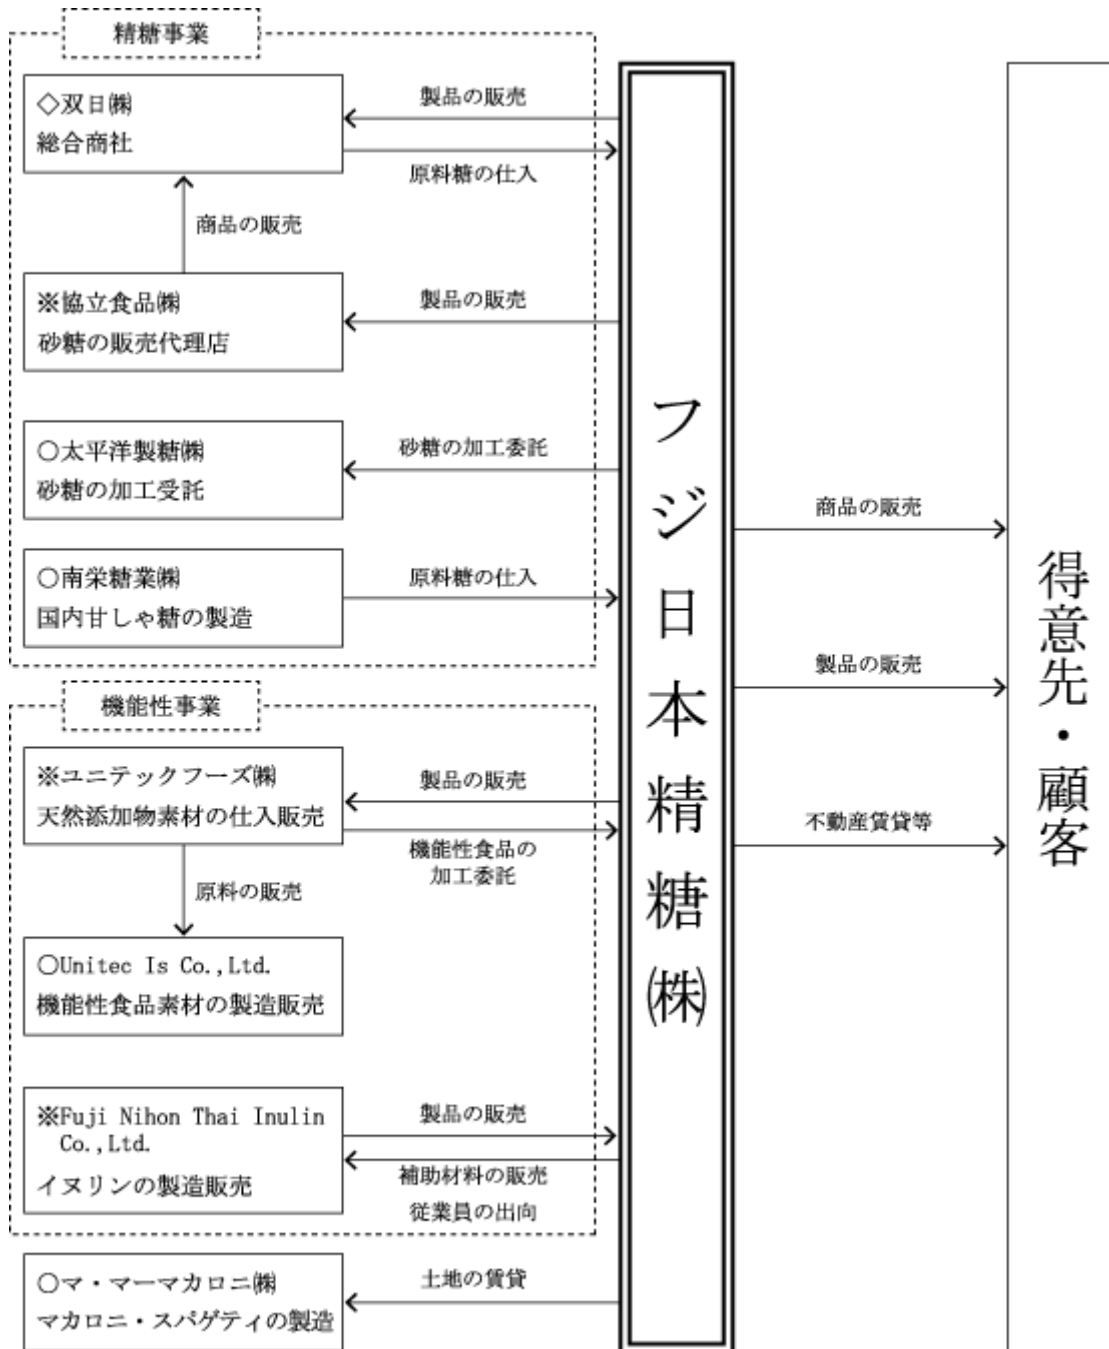 精糖事業
◇双日㈱
総合商社
製品の販売
原料糖の仕入
商品の販売
※協立食品㈱
砂糖の販売代理店
製品の販売
○太平洋製糖㈱
砂糖の加工受託
砂糖の加工委託
○南栄糖業㈱
国内甘しゃ糖の製造
原料糖の仕入
機能性事業
※ユニテックフーズ㈱
天然添加物素材の仕入販売
製品の販売
機能性食品の
加工委託
原料の販売
○Unitec Is Co.,Ltd.
機能性食品素材の製造販売
※Fuji Nihon Thai Inulin
Co.,Ltd.
イヌリンの製造販売
製品の販売
補助材料の販売
従業員の出向
○マ・マーマカロニ㈱
マカロニ・スパゲティの製造
土地の賃貸
フジ日本精糖㈱
商品の販売
製品の販売
不動産賃貸等
得意先・顧客